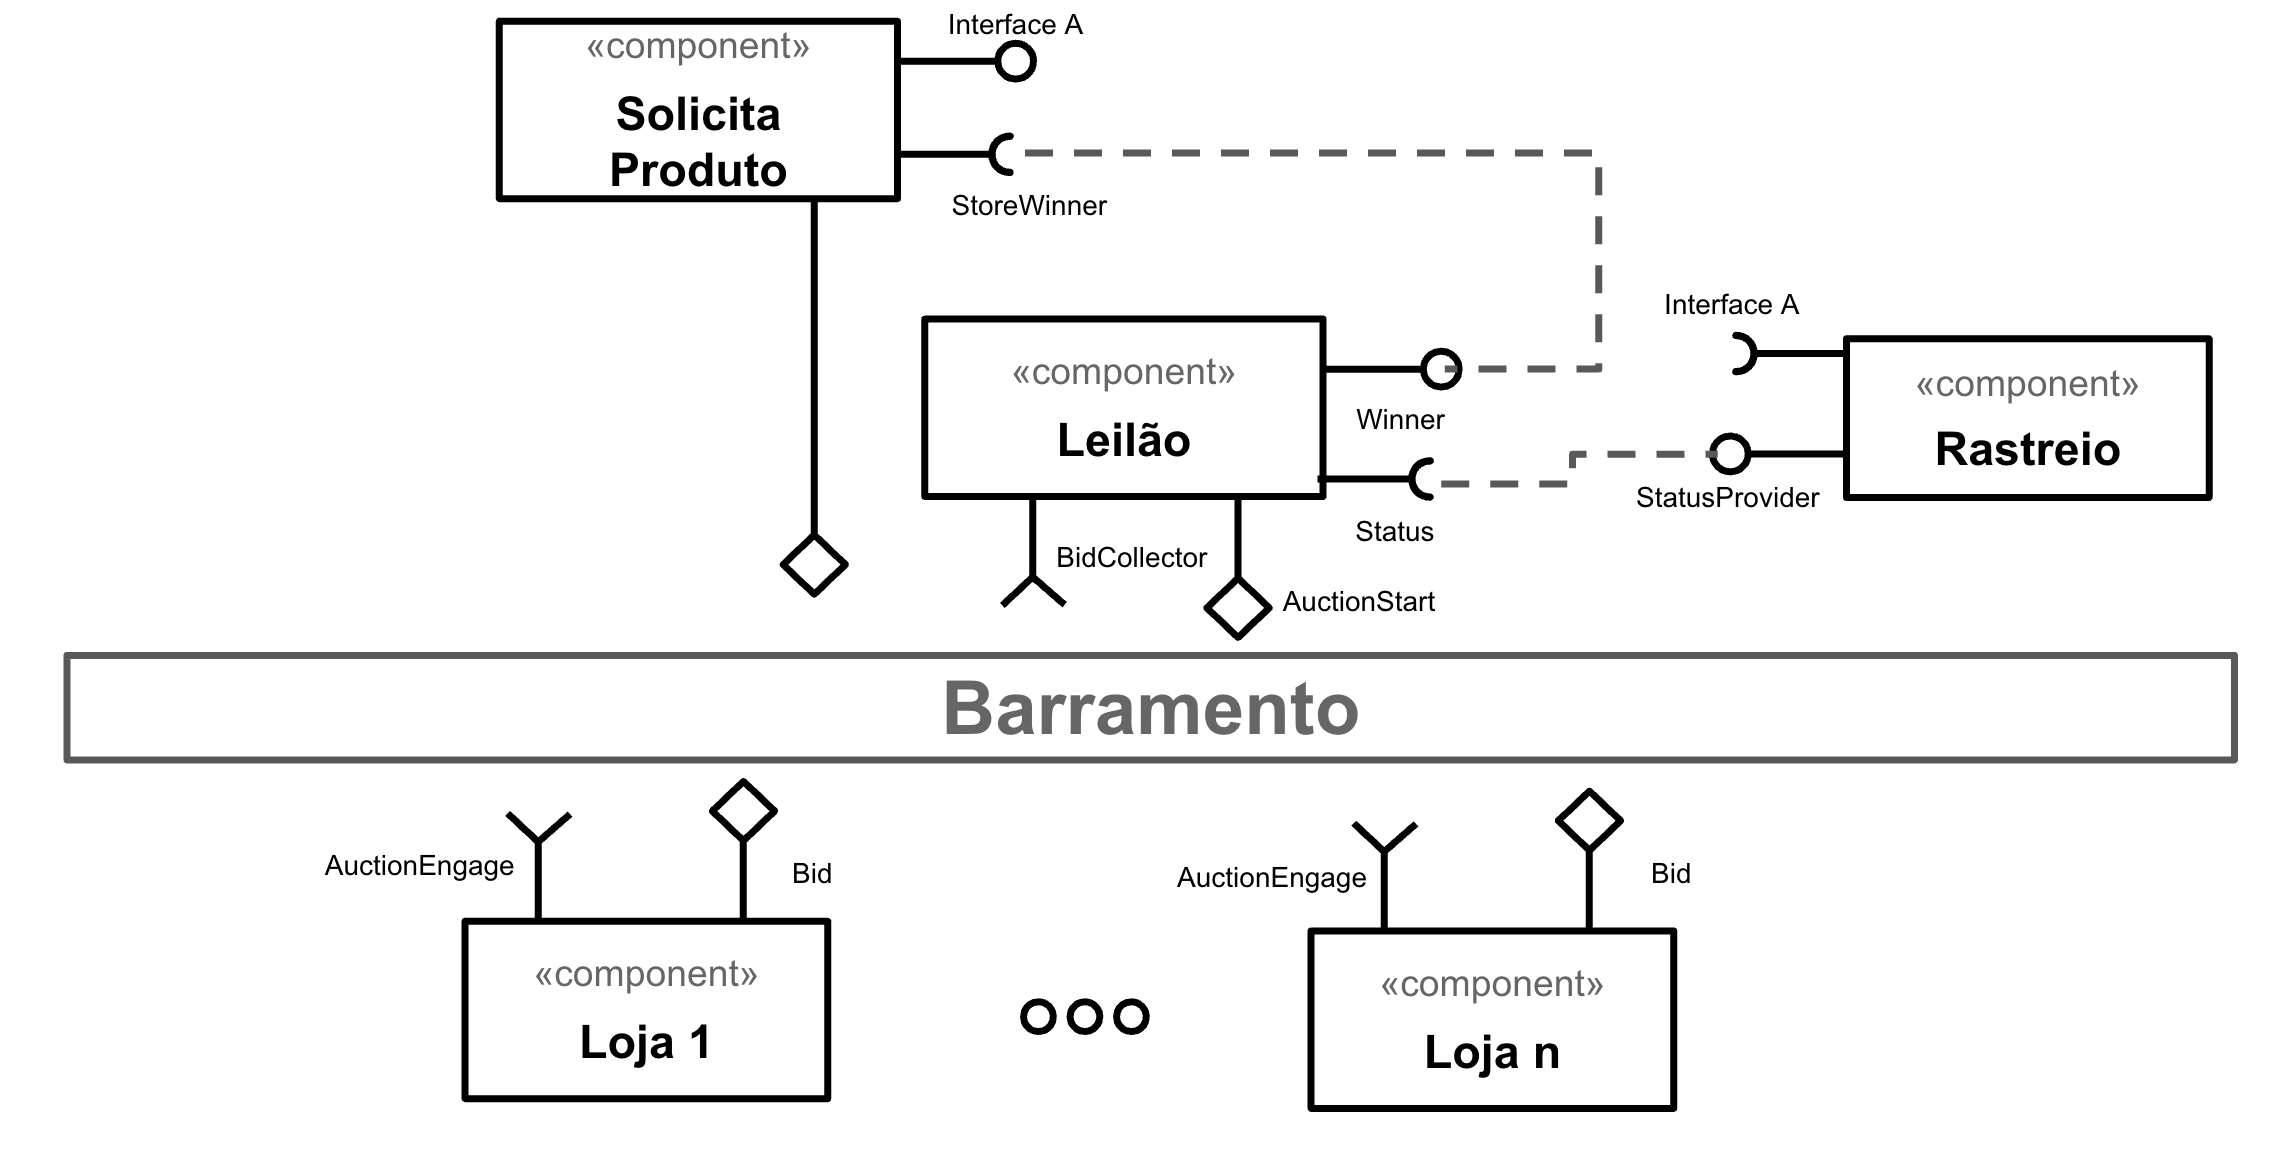 Interface A
«component»
Solicita
Produto
StoreWinner
Interface A
«component»
Leilão
Winner
Status
«component»
Rastreio
StatusProvider
BidCollector
AuctionStart
Barramento
AuctionEngage
Bid
AuctionEngage
Bid
«component»
Loja 1
«component»
Loja n